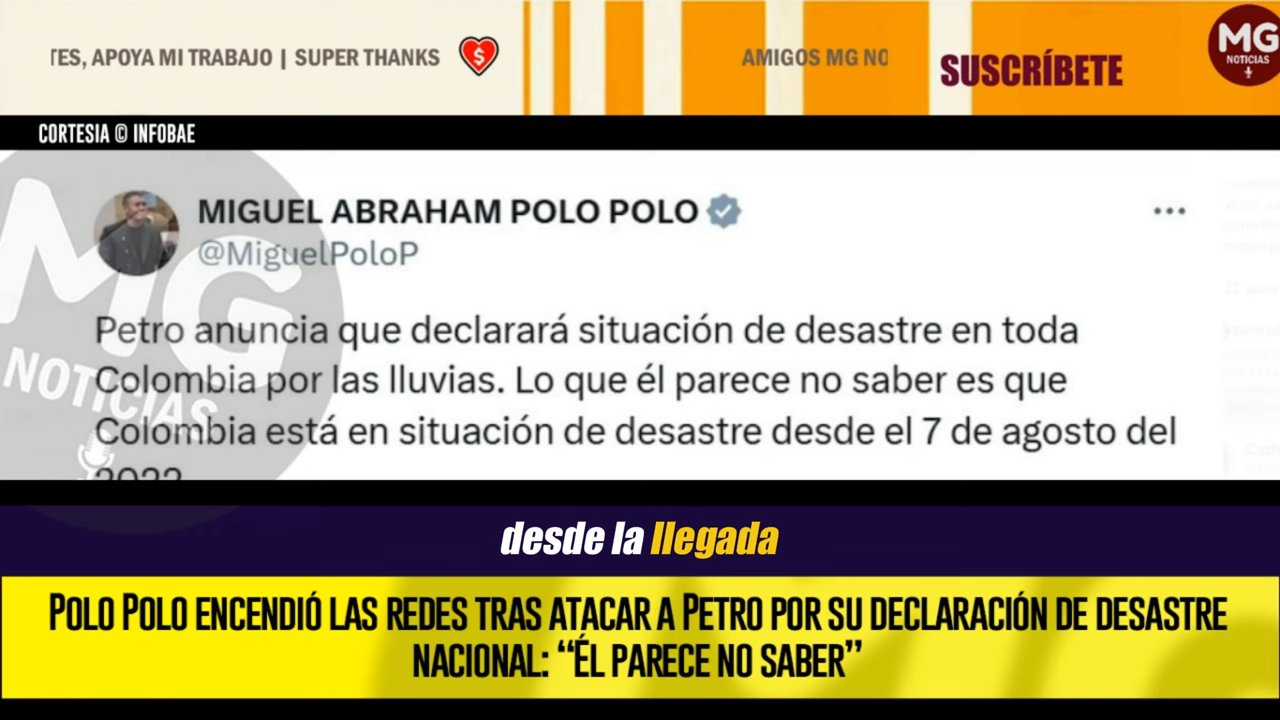 TES, APOYA MI TRABAJO | SUPER THANKS
AMIGOS MG NO
SUSCRÍBETE
MG
NOTICIAS
CORTESIA © INFOBAE
MIGUEL ABRAHAM POLO POLO
@MiguelPoloP
Petro anuncia que declarará situación de desastre en toda
Colombia por las lluvias. Lo que él parece no saber es que
Colombia está en situación de desastre desde el 7 de agosto del
2022
MG
NOTICIAS
desde la llegada
POLO POLO ENCENDIÓ LAS REDES TRAS ATACAR A PETRO POR SU DECLARACIÓN DE DESASTRE
NACIONAL: “ÉL PARECE NO SABER”